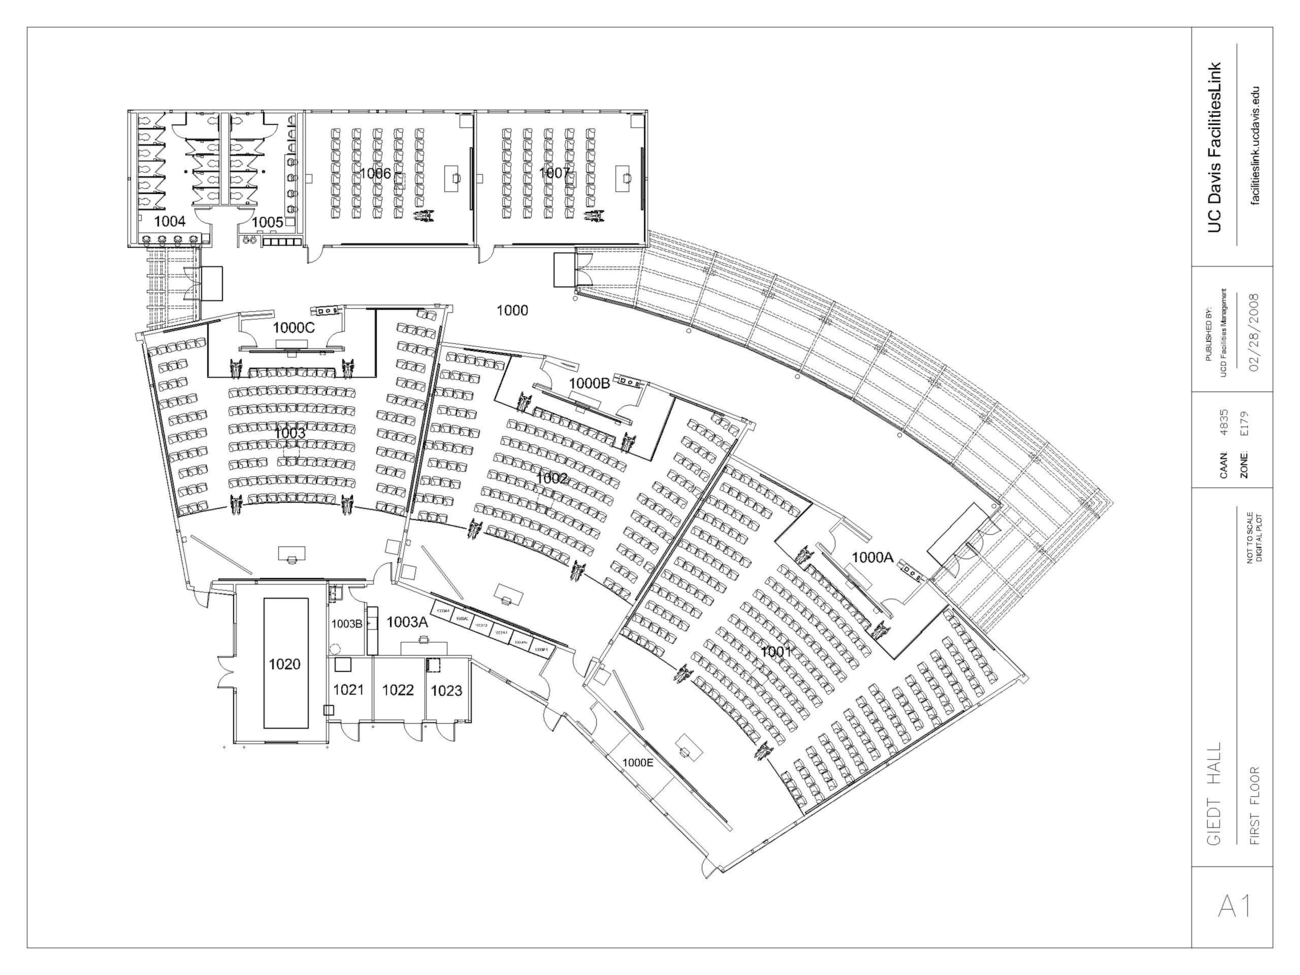 1004
1005
1006
1007
1000
1000C
1000B
1003
1002
1000A
1001
1003B
1003A
1020
1021
1022
1023
1000E
UC Davis FacilitiesLink
facilitieslink.ucdavis.edu
PUBLISHED BY:
UCD Facilities Management
02/28/2008
CAAN: 4835
ZONE: E179
NOT TO SCALE
DIGITAL PLOT
GIEDT HALL
FIRST FLOOR
A1